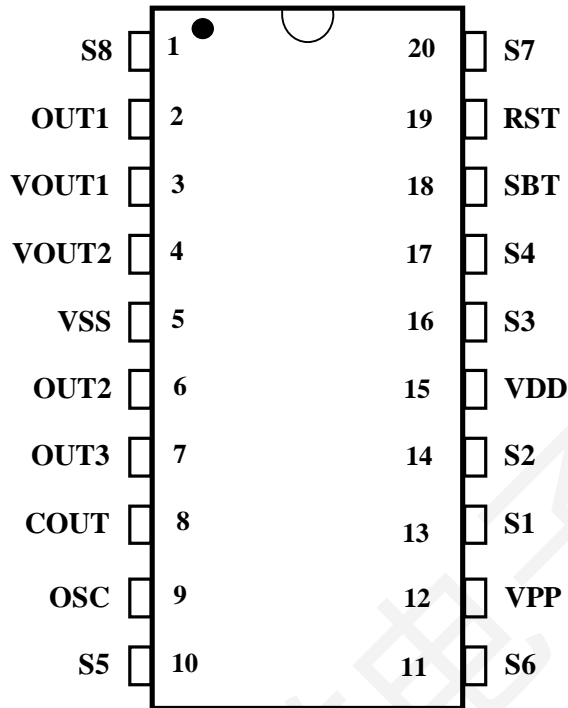 S8 1 20 S7
OUT1 2 19 RST
VOUT1 3 18 SBT
VOUT2 4 17 S4
VSS 5 16 S3
OUT2 6 15 VDD
OUT3 7 14 S2
COUT 8 13 S1
OSC 9 12 VPP
S5 10 11 S6
电子